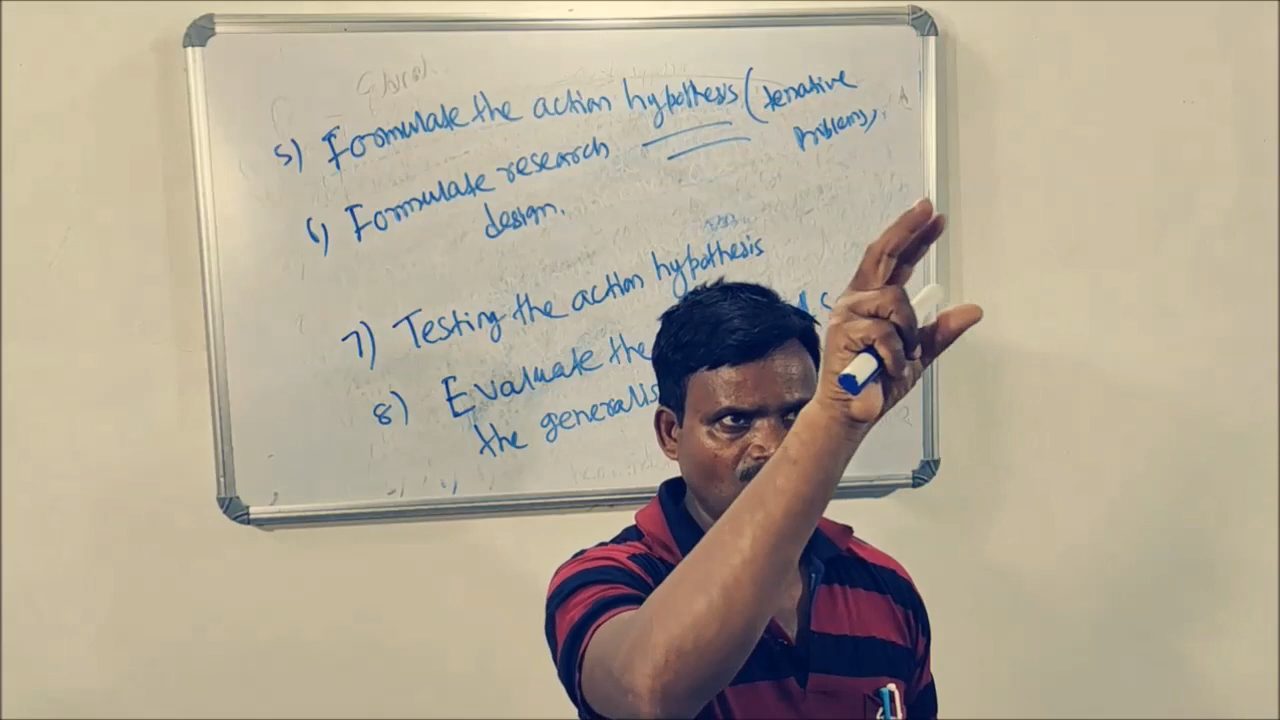 5) Formulate the action hypothesis (tenative
problems,
6) Formulate research
design.
7) Testing the action hypothesis
8) Evaluate the
the generalis